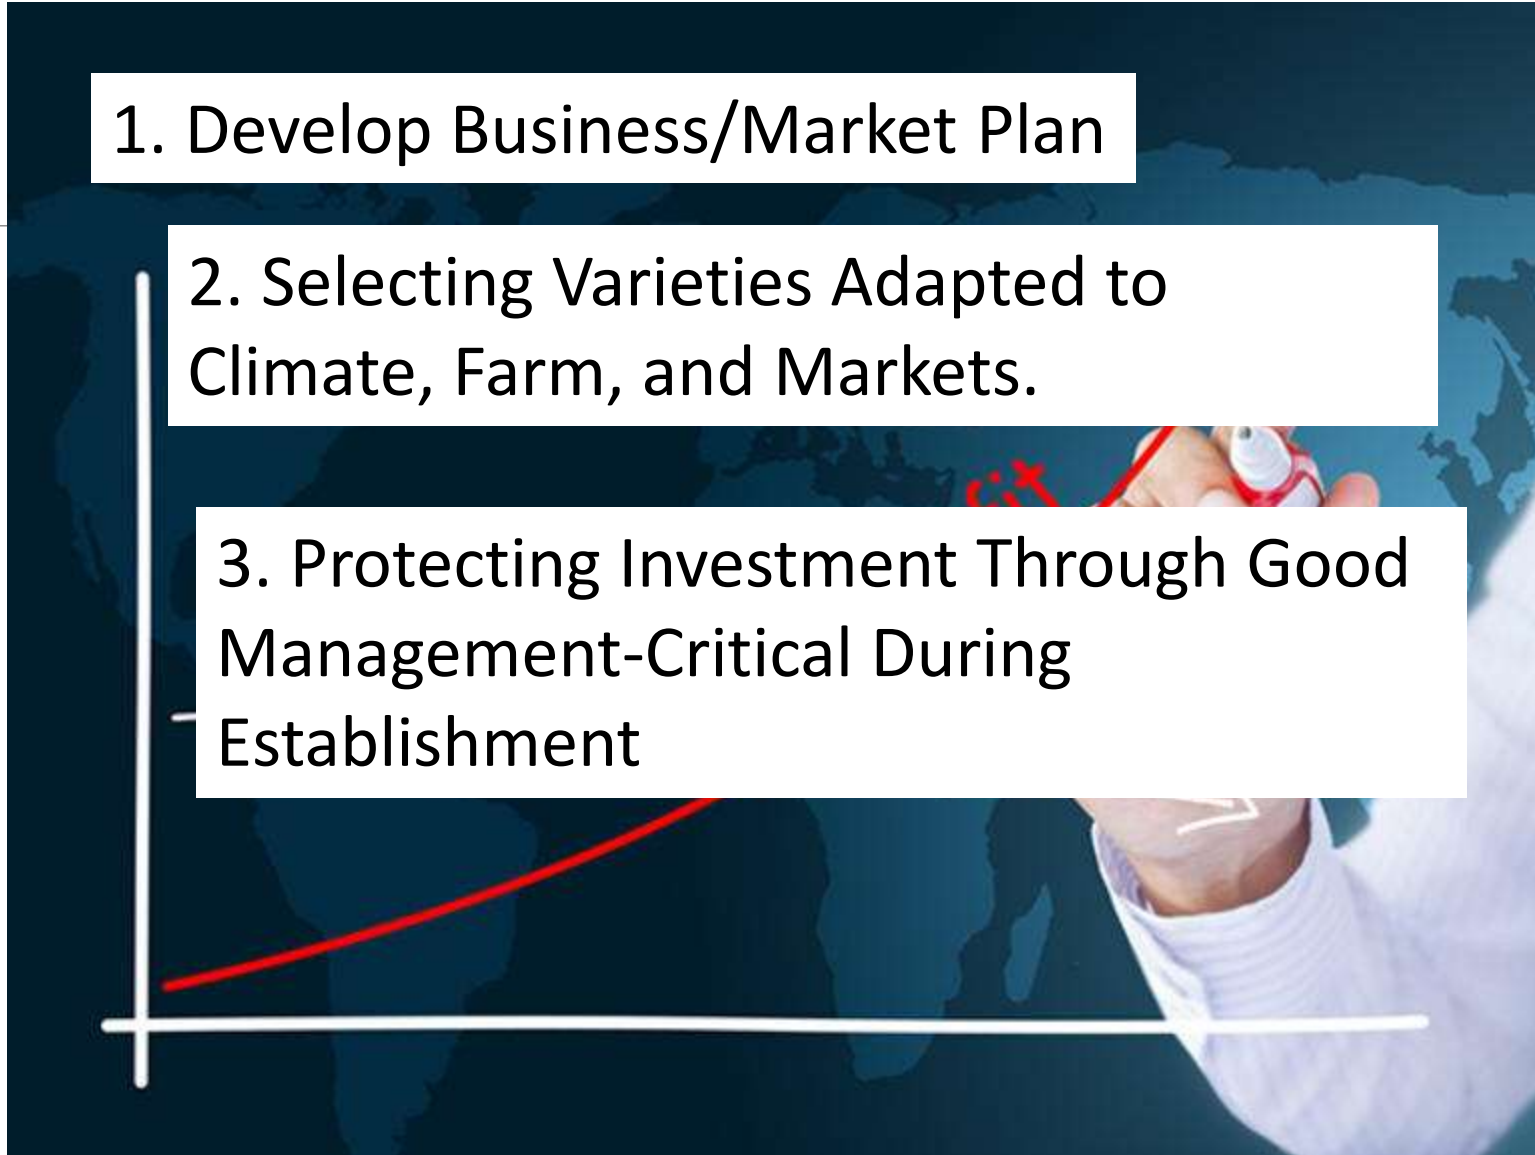 1. Develop Business/Market Plan
2. Selecting Varieties Adapted to
Climate, Farm, and Markets.
3. Protecting Investment Through Good
Management-Critical During
Establishment